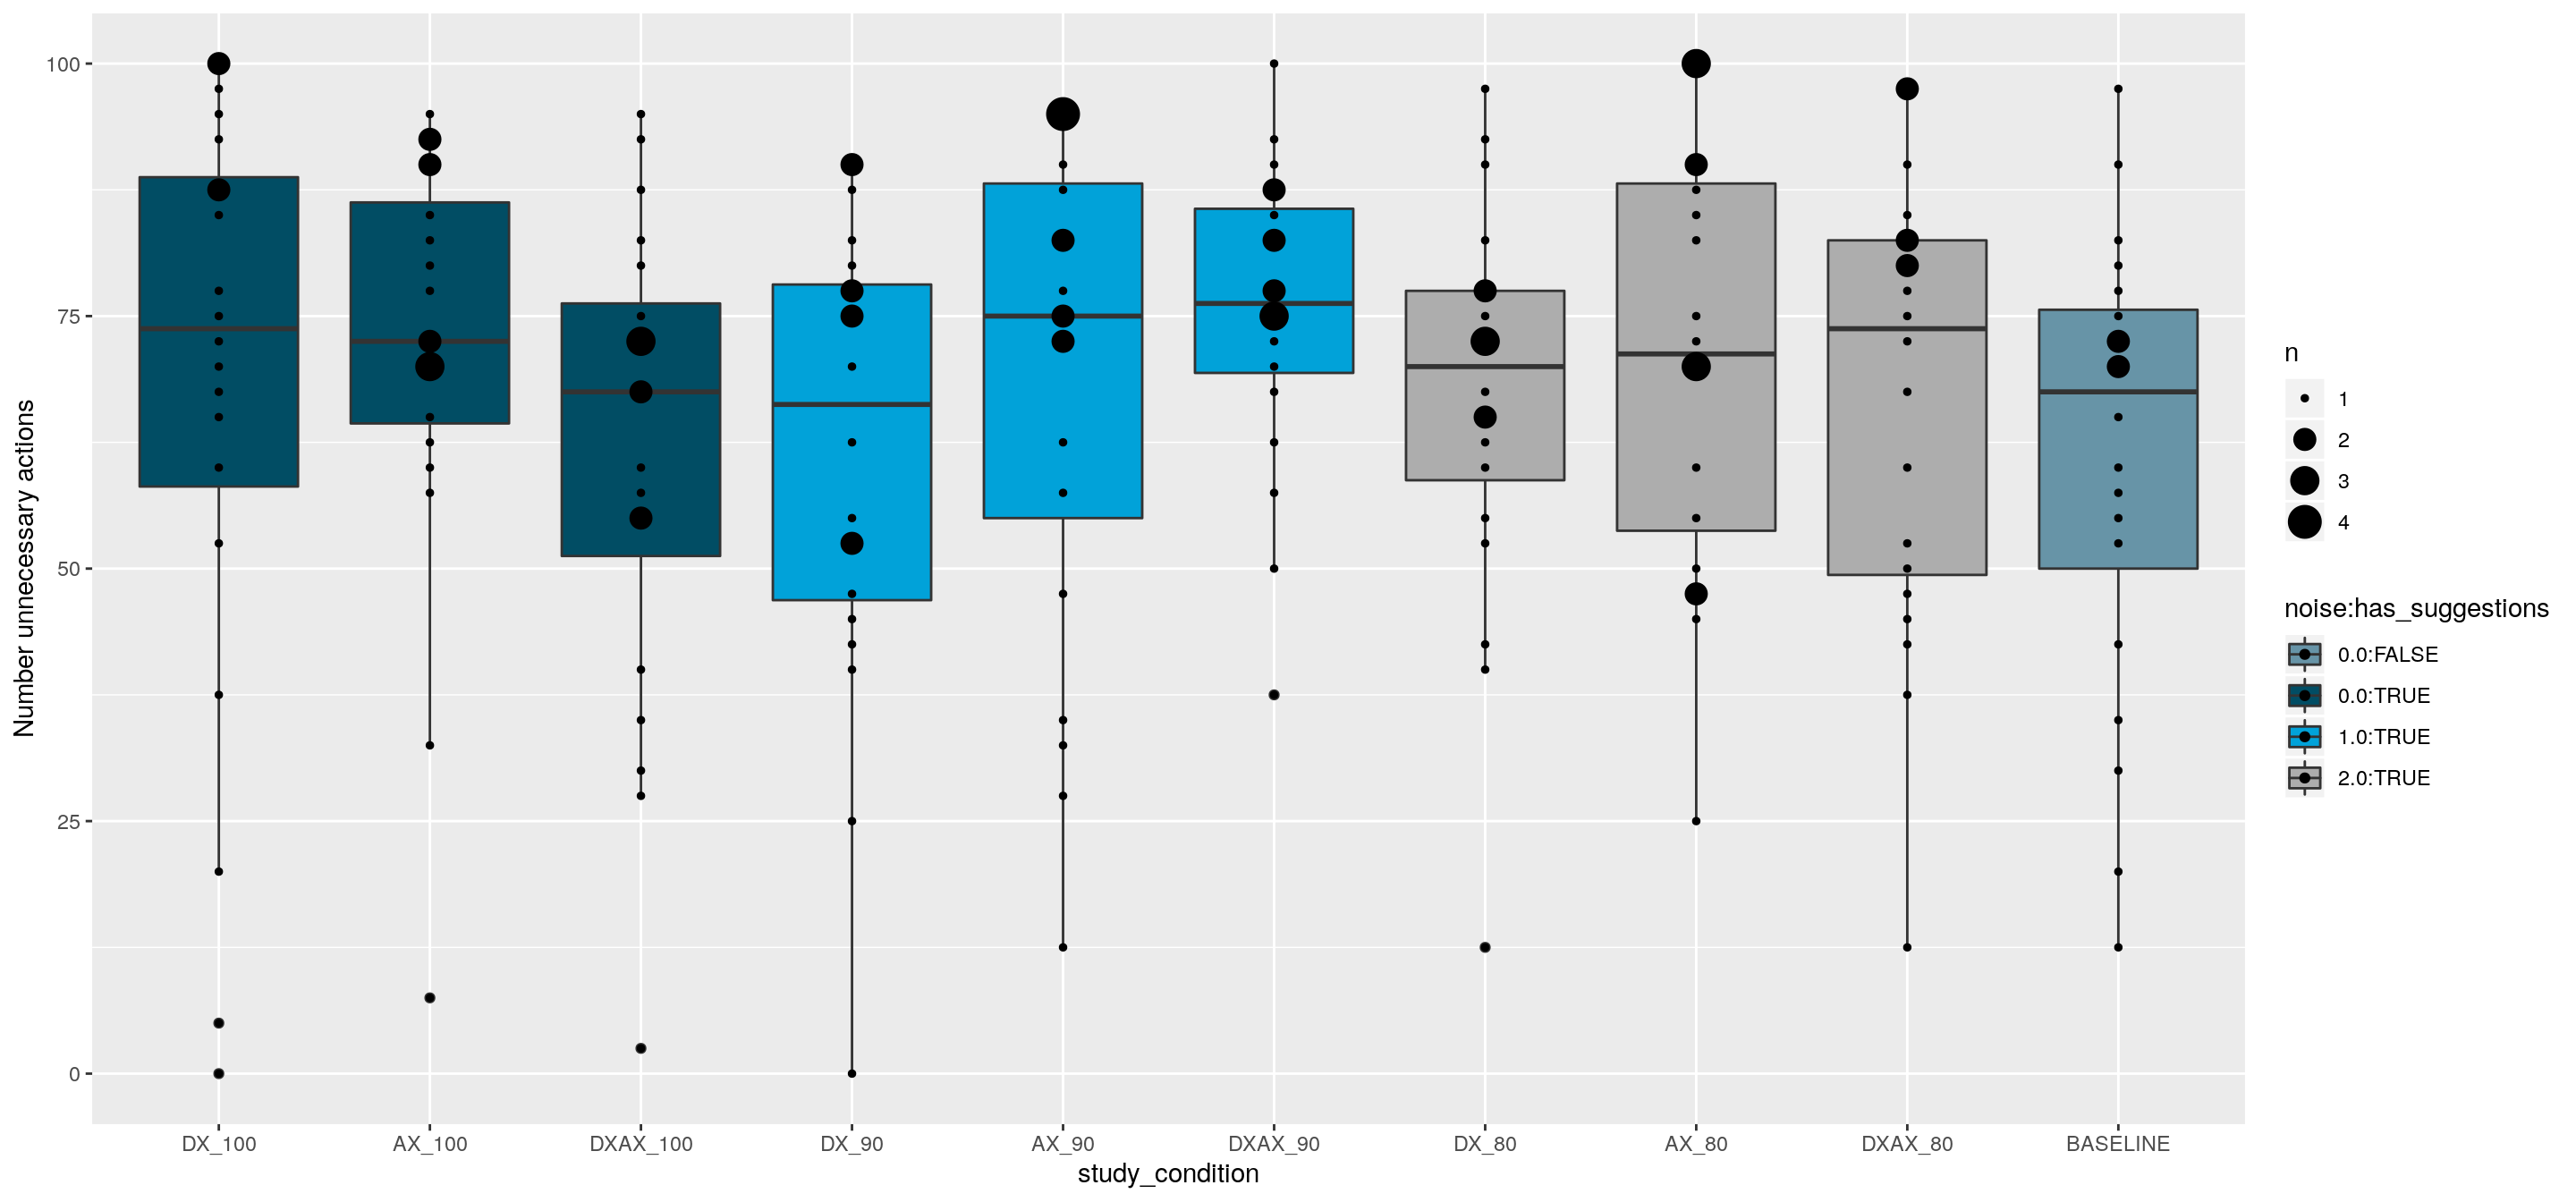 Number unnecessary actions
100
75
50
25
0
DX_100 AX_100 DXAX_100 DX_90 AX_90 DXAX_90 DX_80 AX_80 DXAX_80 BASELINE
study_condition
n
1
2
3
4
noise:has_suggestions
0.0:FALSE
0.0:TRUE
1.0:TRUE
2.0:TRUE